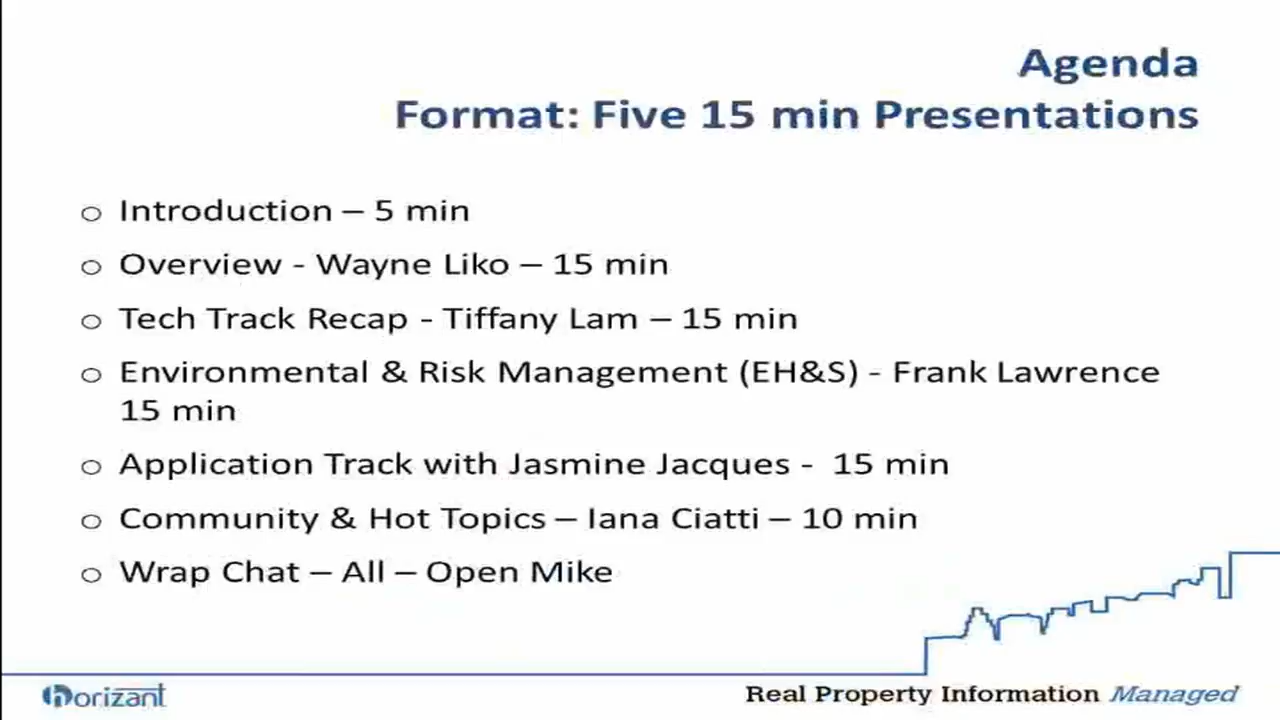 Agenda
Format: Five 15 min Presentations
o Introduction – 5 min
o Overview - Wayne Liko – 15 min
o Tech Track Recap - Tiffany Lam – 15 min
o Environmental & Risk Management (EH&S) - Frank Lawrence
15 min
o Application Track with Jasmine Jacques - 15 min
o Community & Hot Topics – Iana Ciatti – 10 min
o Wrap Chat – All – Open Mike
horizant
Real Property Information Managed